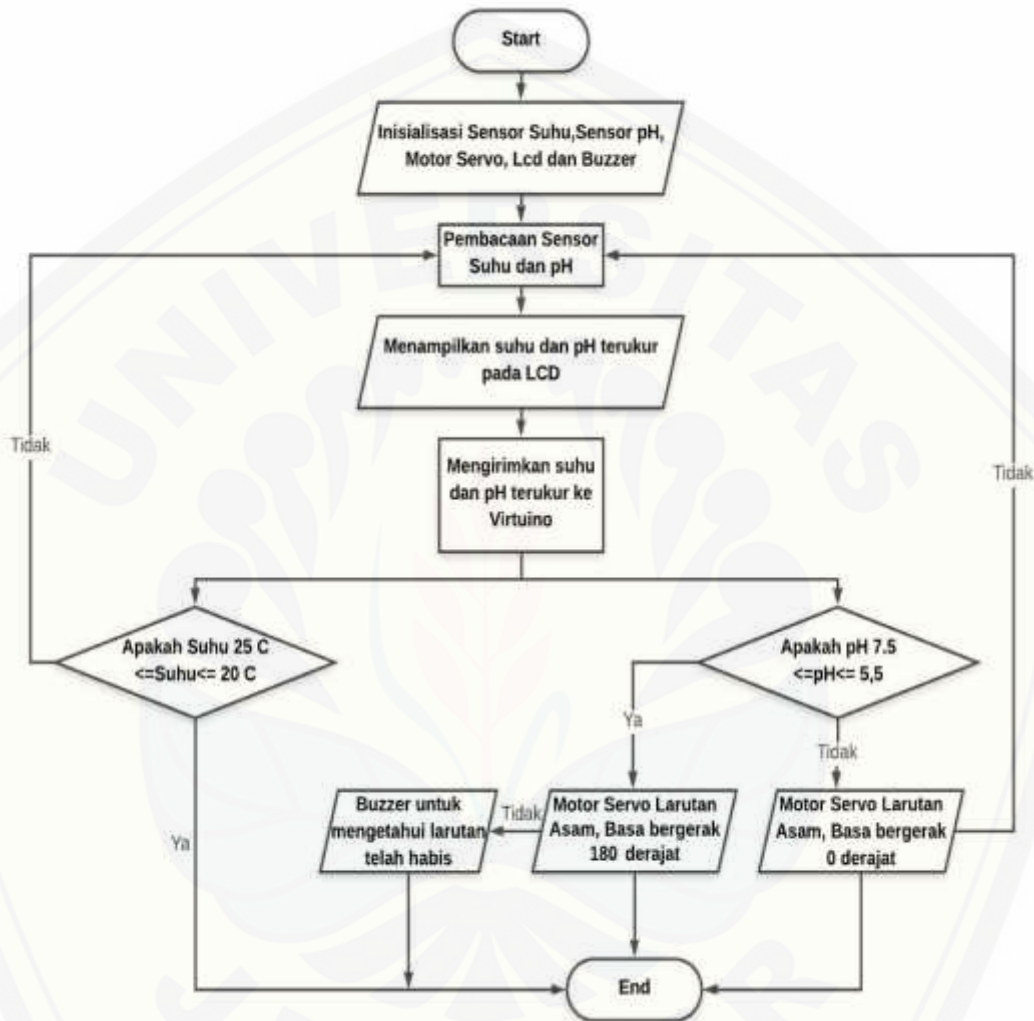 Start
Inisialisasi Sensor Suhu,Sensor pH,
Motor Servo, Lcd dan Buzzer
Pembacaan Sensor
Suhu dan pH
Menampilkan suhu dan pH terukur
pada LCD
Tidak
Tidak
Mengirimkan suhu
dan pH terukur ke
Virtuino
Apakah Suhu 25 C
<=Suhu<= 20 C
Apakah pH 7.5
<=pH<= 5,5
Ya
Tidak
Ya
Buzzer untuk
mengetahui larutan
telah habis
Tidak
Motor Servo Larutan
Asam, Basa bergerak
180 derajat
Motor Servo Larutan
Asam, Basa bergerak
0 derajat
End
UNIVERSITAS